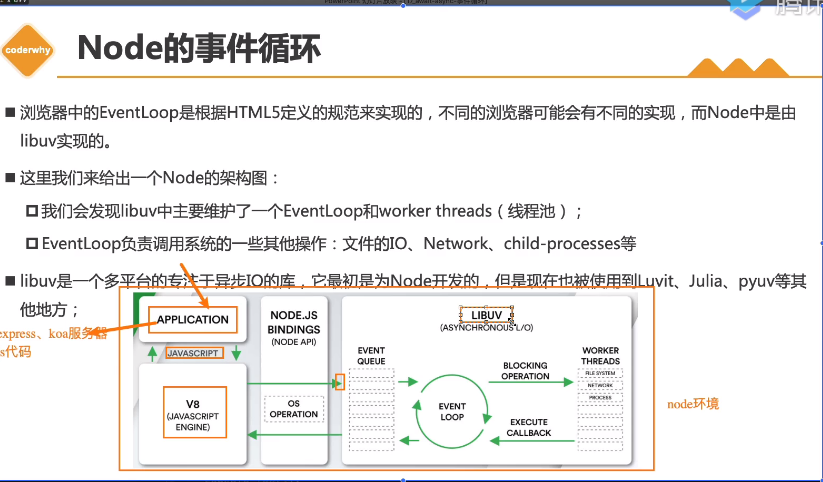 coderwhy
Node的事件循环
腾讯
浏览器中的EventLoop是根据HTML5定义的规范来实现的，不同的浏览器可能会有不同的实现，而Node中是由
libuv实现的。
这里我们来给出一个Node的架构图：
我们会发现libuv中主要维护了一个EventLoop和worker threads（线程池）；
EventLoop负责调用系统的一些其他操作：文件的IO、Network、child-processes等
libuv是一个多平台的专注于异步IO的库，它最初是为Node开发的，但是现在也被使用到Luvit、Julia、pyuv等其
他地方；
express、koa服务器
s代码
APPLICATION
JAVASCRIPT
V8
(JAVASCRIPT
ENGINE)
NODE.JS
BINDINGS
(NODE API)
OS
OPERATION
LIBUV
(ASYNCHRONOUS I/O)
EVENT
QUEUE
EVENT
LOOP
BLOCKING
OPERATION
EXECUTE
CALLBACK
WORKER
THREADS
FILE SYSTEM
NETWORK
PROCESS
node环境